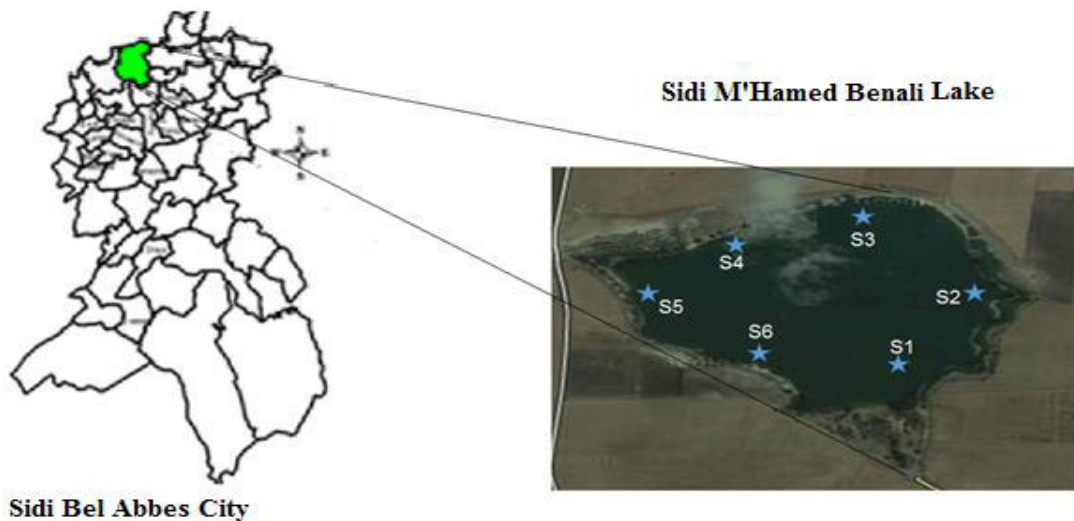 Sidi M'Hamed Benali Lake
N
E
S
S3
S4
S5
S2
S6
S1
Sidi Bel Abbes City